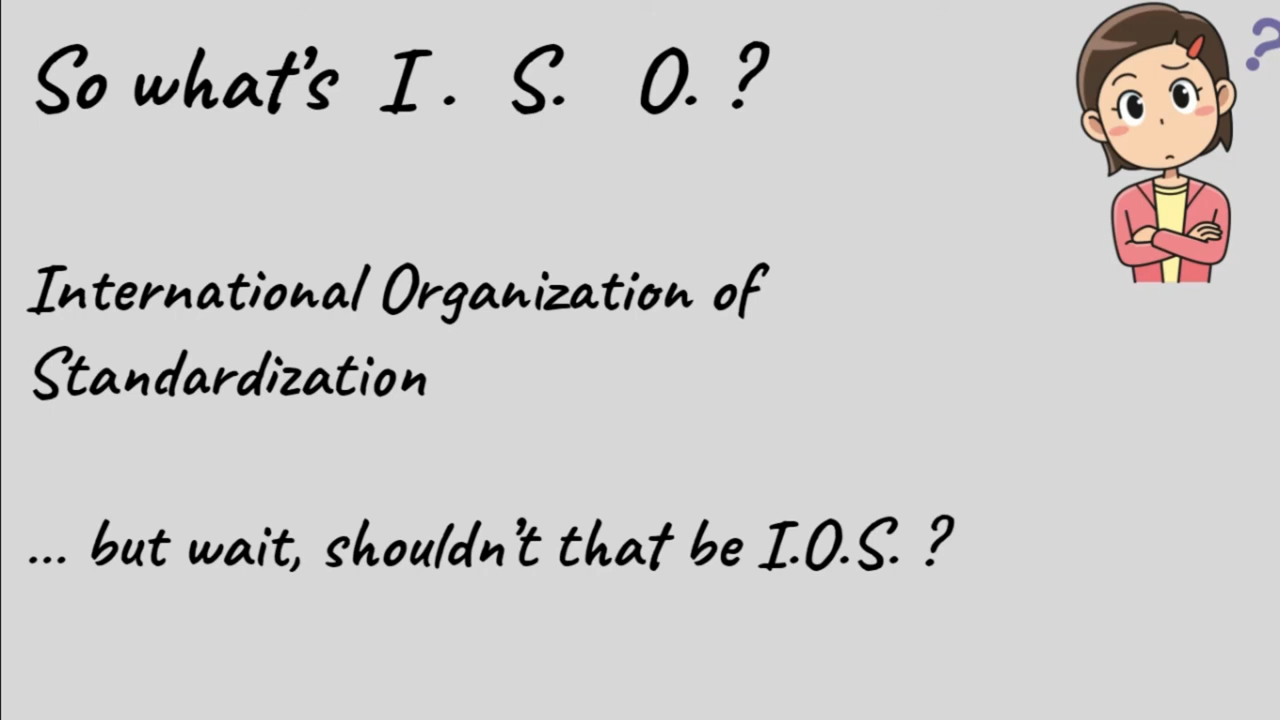 So what's I. S. O. ?
International Organization of
Standardization
... but wait, shouldn't that be I.O.S. ?